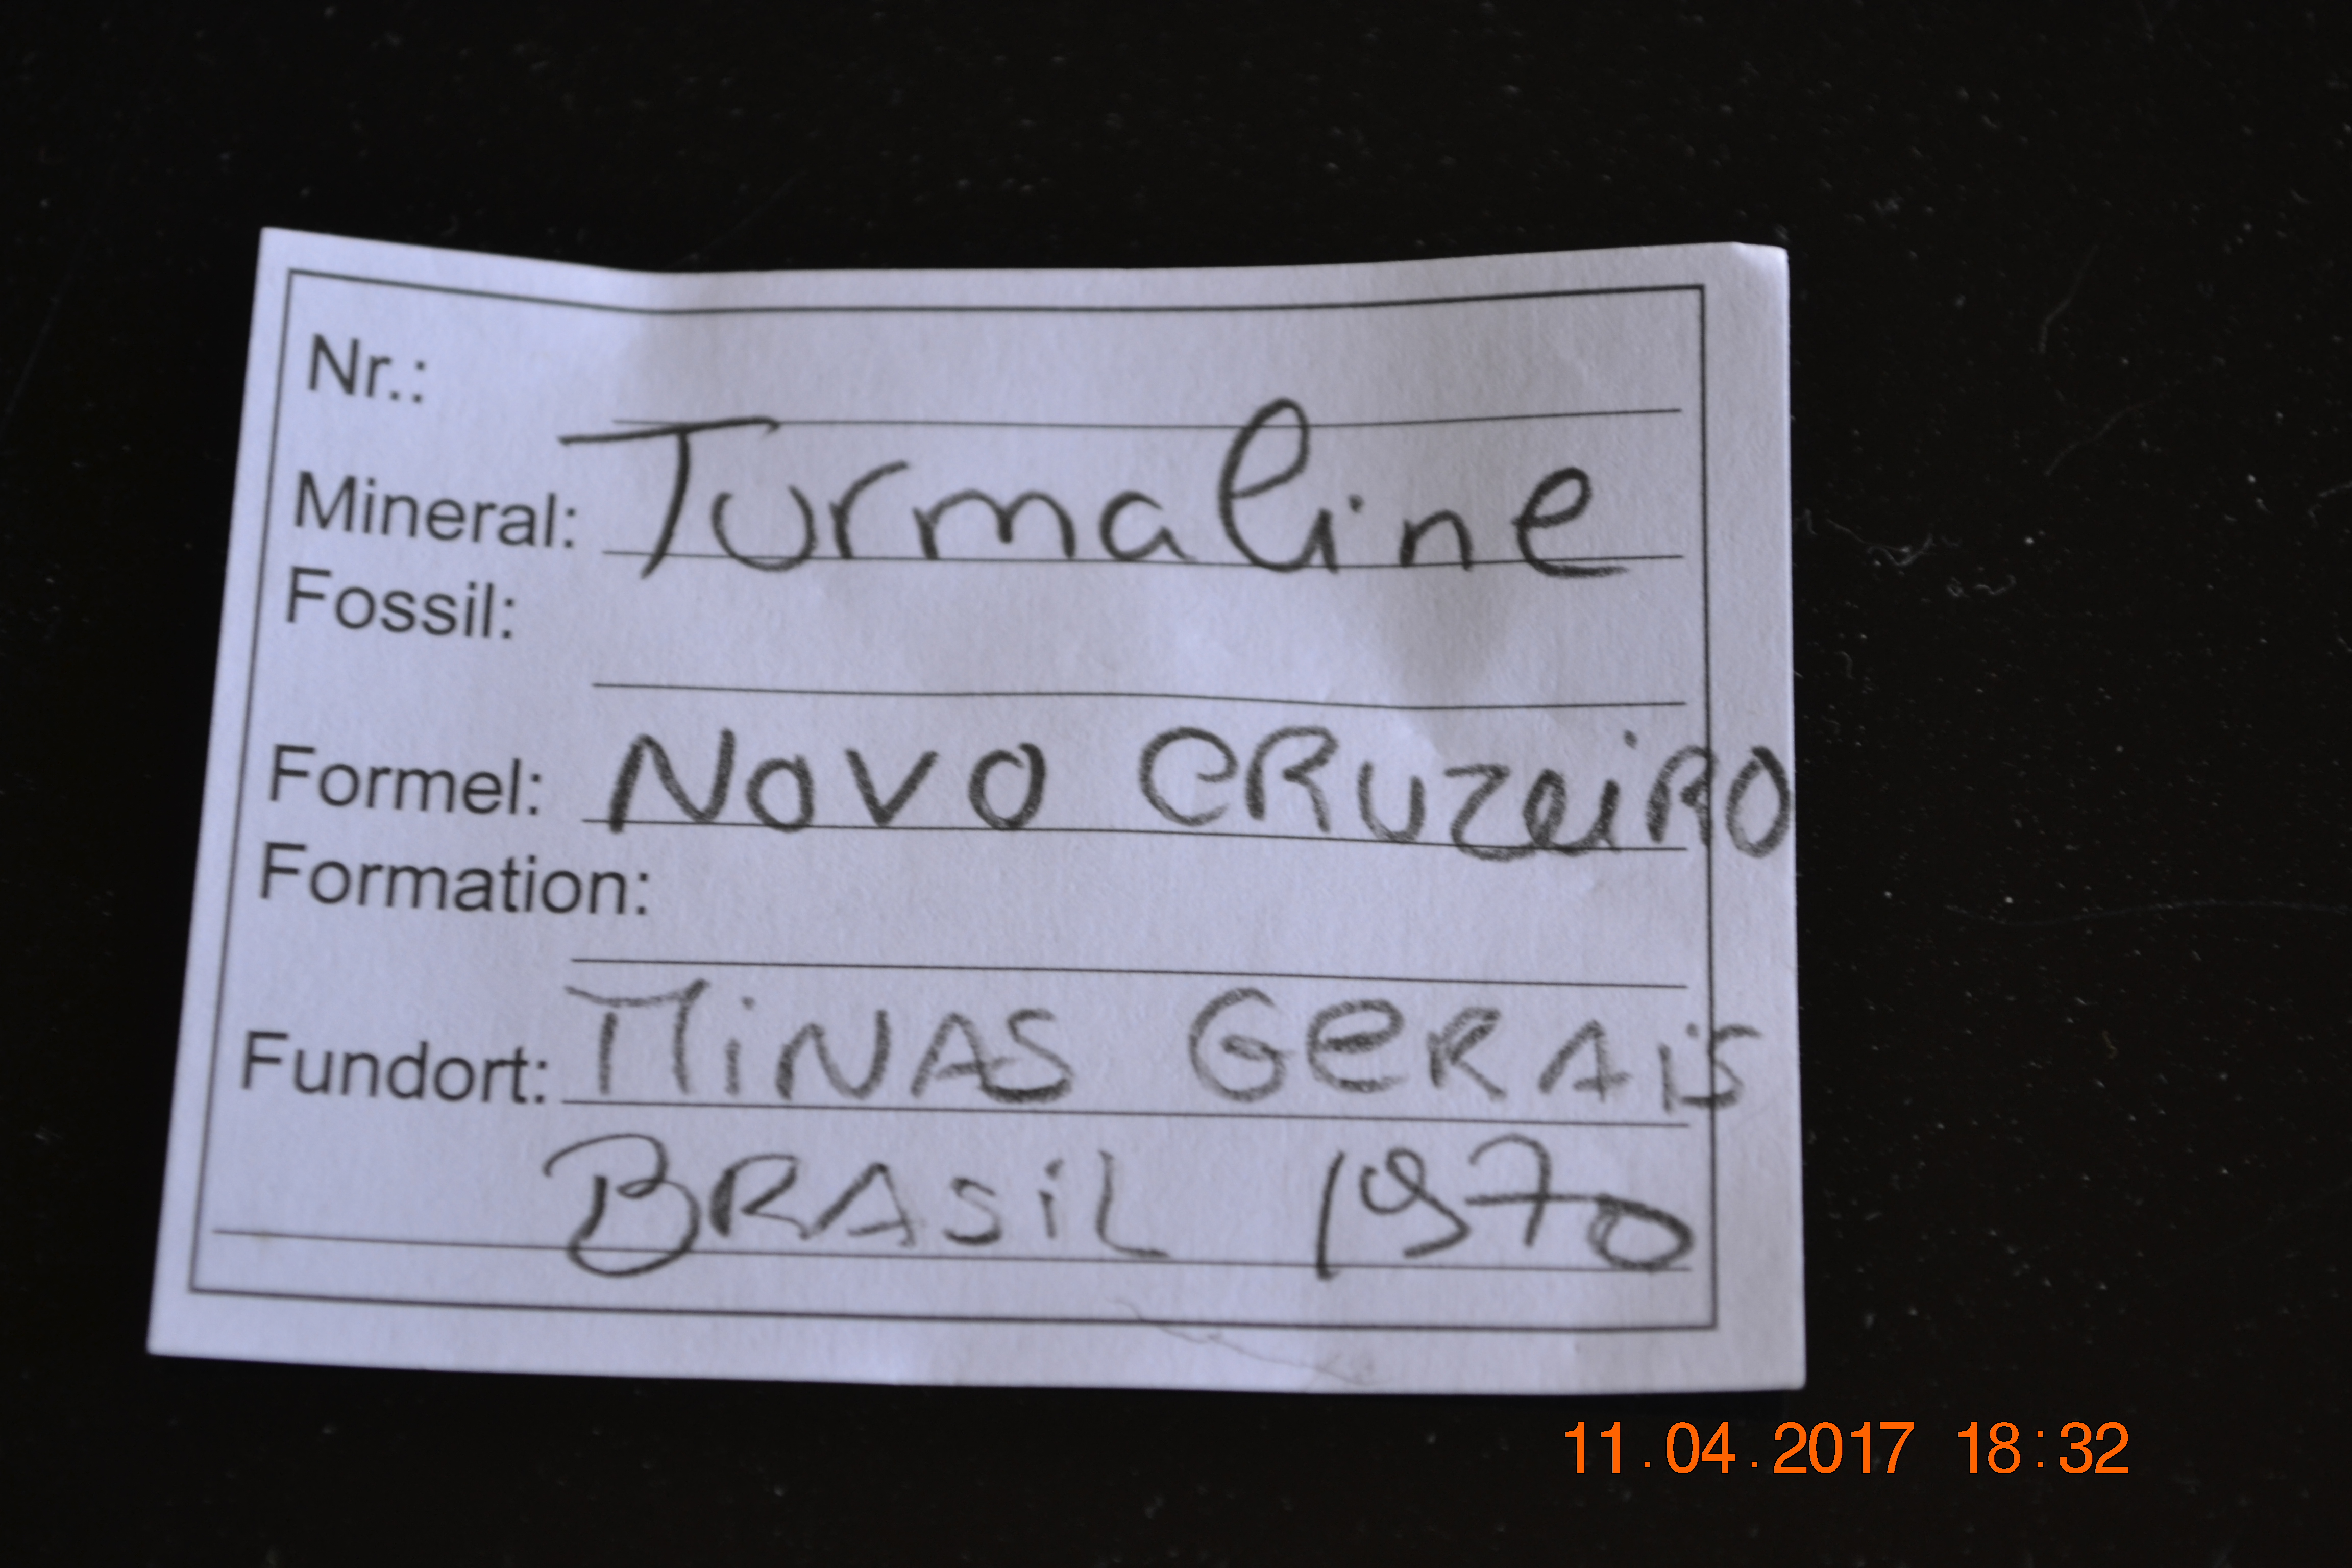 Nr.:
Mineral: Turmaline
Fossil:
Formel: NOVO CRUZeiRO
Formation:
Fundort: MiNAS GeRAiS
BRASiL 1970
11.04.2017 18:32